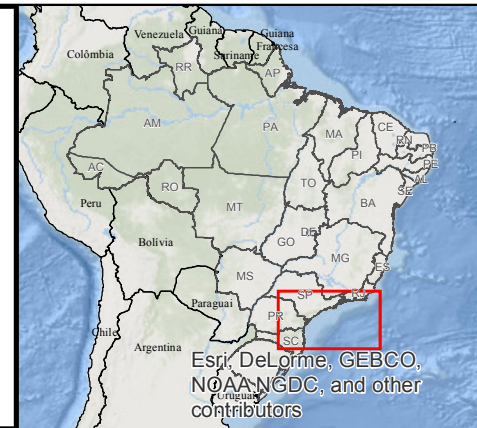 Venezuela
Guiana
Guiana
Francesa
Suriname
Colômbia
RR
AP
AM
PA
MA
CE
RN
PB
PE
AL
SE
PI
AC
RO
TO
BA
Peru
MT
DF
GO
Bolívia
MG
ES
MS
SP
RJ
Paraguai
PR
SC
Chile
Argentina
Uruguai
Esri, DeLorme, GEBCO,
NOAA NGDC, and other
contributors